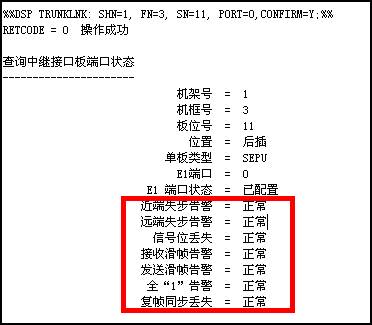 %%DSP TRUNKLNK: SHN=1, FN=3, SN=11, PORT=0,CONFIRM=Y;%%
RETCODE = 0 操作成功
查询中继接口板端口状态
----------------------
机架号 = 1
机框号 = 3
板位号 = 11
位置 = 后插
单板类型 = SEPU
E1端口 = 0
E1 端口状态 = 已配置
近端失步告警 = 正常
远端失步告警 = 正常
信号位丢失 = 正常
接收滑帧告警 = 正常
发送滑帧告警 = 正常
全“1”告警 = 正常
复帧同步丢失 = 正常